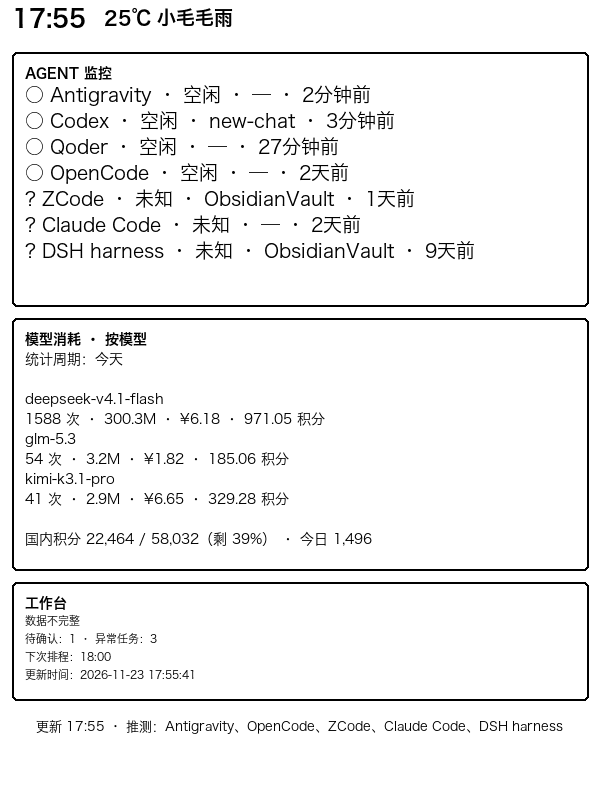 17:55 25℃ 小毛毛雨
AGENT 监控
○ Antigravity · 空闲 · — · 2分钟前
○ Codex · 空闲 · new-chat · 3分钟前
○ Qoder · 空闲 · — · 27分钟前
○ OpenCode · 空闲 · — · 2天前
? ZCode · 未知 · ObsidianVault · 1天前
? Claude Code · 未知 · — · 2天前
? DSH harness · 未知 · ObsidianVault · 9天前
模型消耗 · 按模型
统计周期：今天
deepseek-v4.1-flash
1588 次 · 300.3M · ¥6.18 · 971.05 积分
glm-5.3
54 次 · 3.2M · ¥1.82 · 185.06 积分
kimi-k3.1-pro
41 次 · 2.9M · ¥6.65 · 329.28 积分
国内积分 22,464 / 58,032（剩 39%） · 今日 1,496
工作台
数据不完整
待确认：1 · 异常任务：3
下次排程：18:00
更新时间：2026-11-23 17:55:41
更新 17:55 · 推测：Antigravity、OpenCode、ZCode、Claude Code、DSH harness